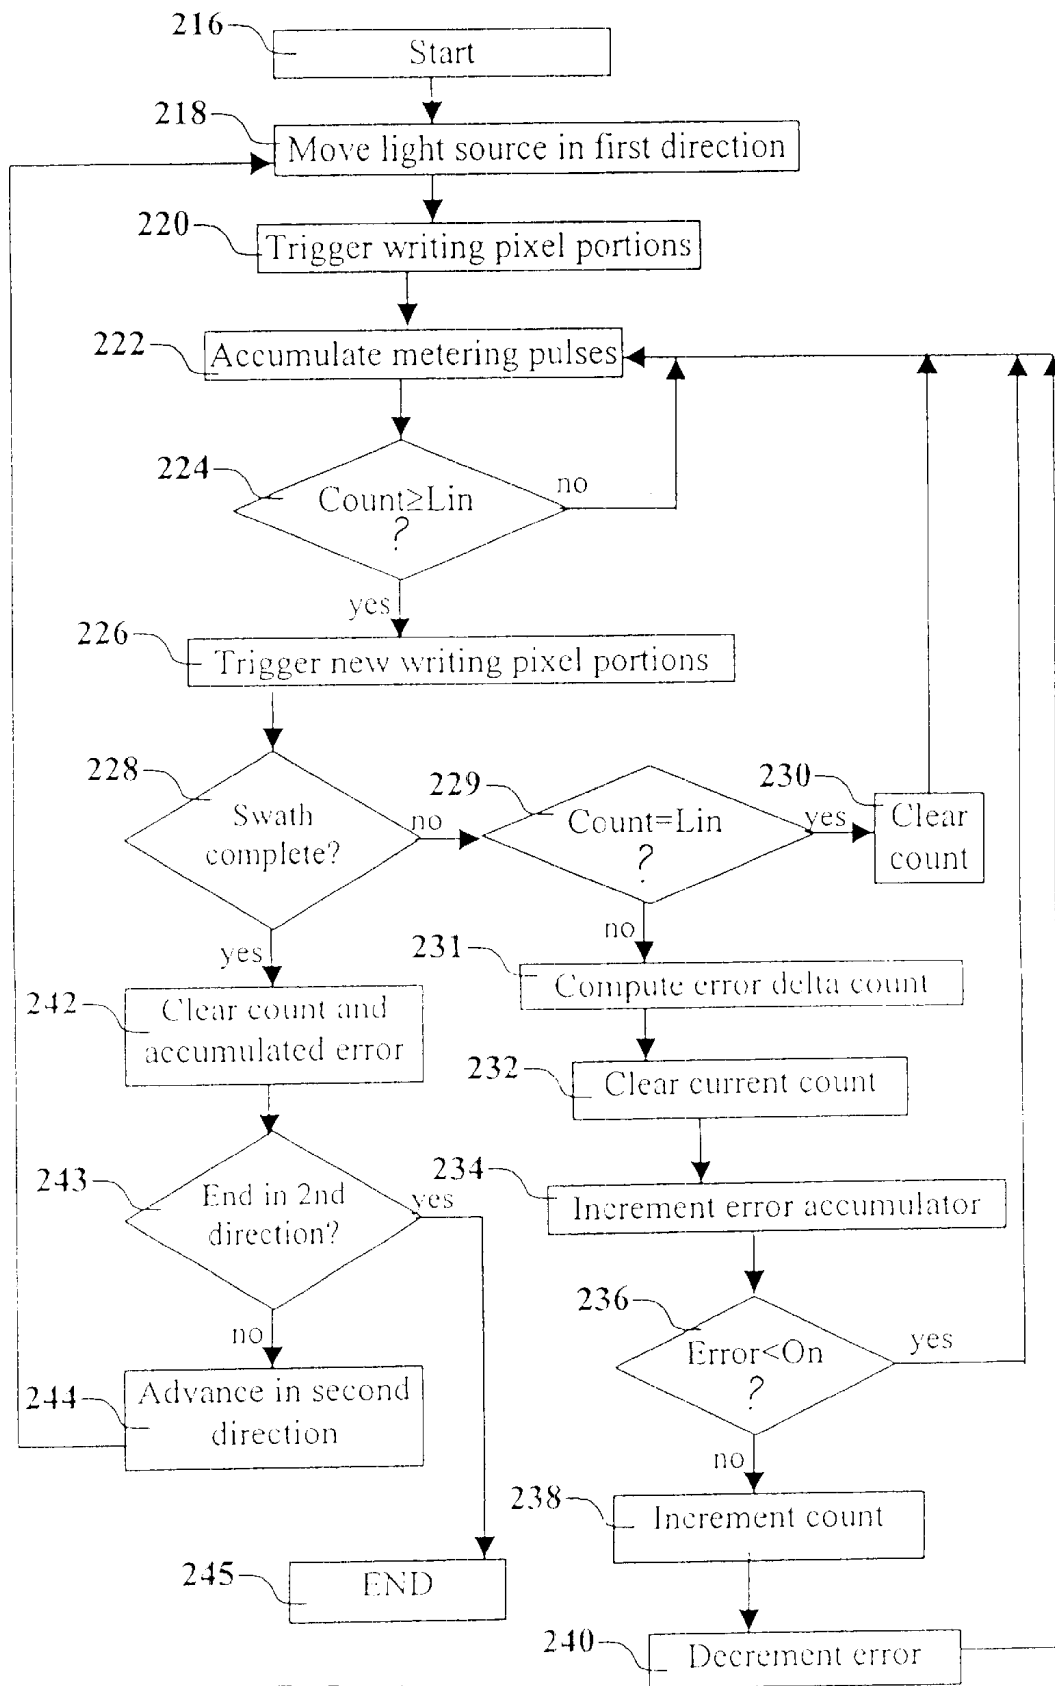 216
Start
218
Move light source in first direction
220
Trigger writing pixel portions
222
Accumulate metering pulses
224
Count≥Lin
?
no
yes
226
Trigger new writing pixel portions
228
Swath
complete?
no
229
Count=Lin
?
yes
230
Clear
count
yes
no
231
Compute error delta count
242
Clear count and
accumulated error
232
Clear current count
243
End in 2nd
direction?
yes
234
Increment error accumulator
236
Error<On
?
yes
no
244
Advance in second
direction
no
238
Increment count
245
END
240
Decrement error